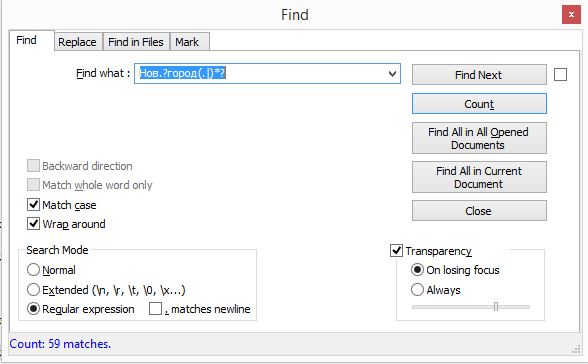 Find
Find Replace Find in Files Mark
Find what : Нов.?город(.|)*? Find Next
Count
Find All in All Opened Documents
Find All in Current Document
Close
Backward direction
Match whole word only
Match case
Wrap around
Search Mode
Normal
Extended (\n, \r, \t, \0, \x...)
Regular expression . matches newline
Transparency
On losing focus
Always
Count: 59 matches.